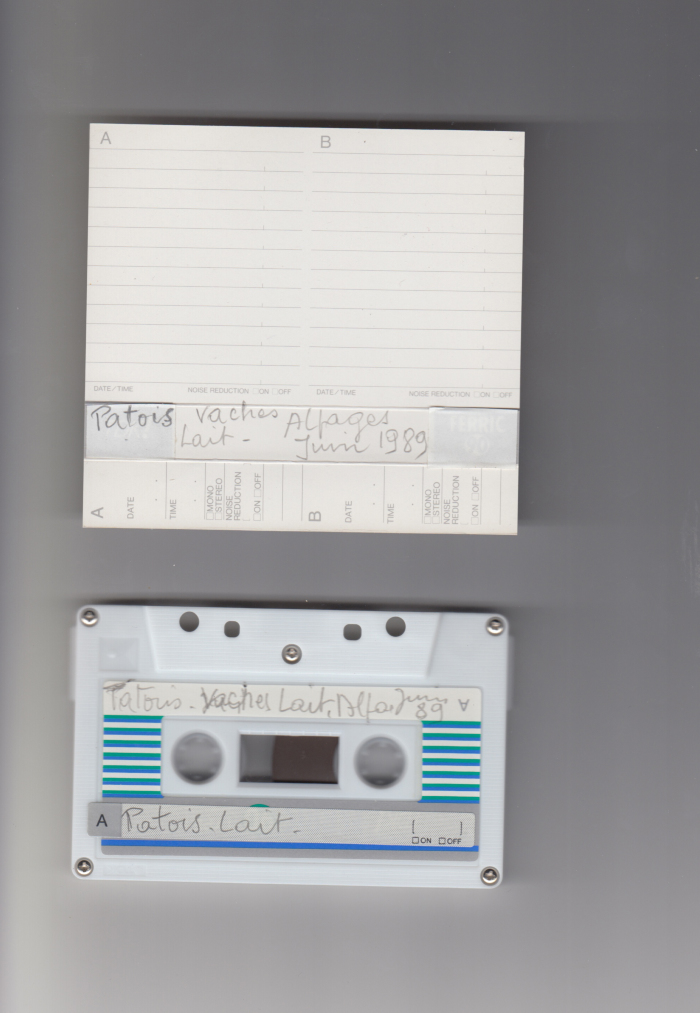 A B
DATE/TIME NOISE REDUCTION □ON □OFF DATE/TIME NOISE REDUCTION □ON □OFF
Patois Vaches Alpages FERRIC
Lait - Juin 1989 90
A DATE TIME □MONO □STEREO NOISE REDUCTION □ON □OFF B DATE TIME □MONO □STEREO NOISE REDUCTION □ON □OFF
Patois. Vaches Lait. Juin A
89
A Patois. Lait.
□ON □OFF